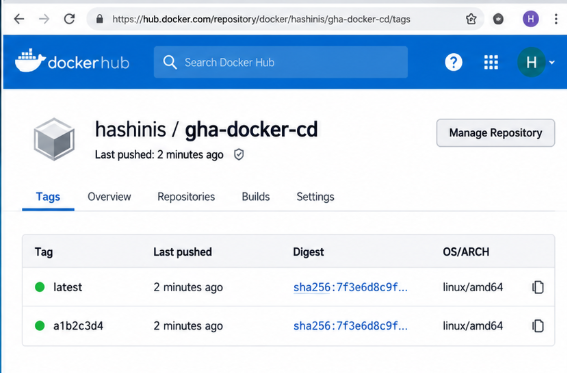 https://hub.docker.com/repository/docker/hashinis/gha-docker-cd/tags
H
dockerhub
Search Docker Hub
?
H
hashinis / gha-docker-cd
Manage Repository
Last pushed: 2 minutes ago
Tags Overview Repositories Builds Settings
Tag Last pushed Digest OS/ARCH
latest 2 minutes ago sha256:7f3e6d8c9f... linux/amd64
a1b2c3d4 2 minutes ago sha256:7f3e6d8c9f... linux/amd64